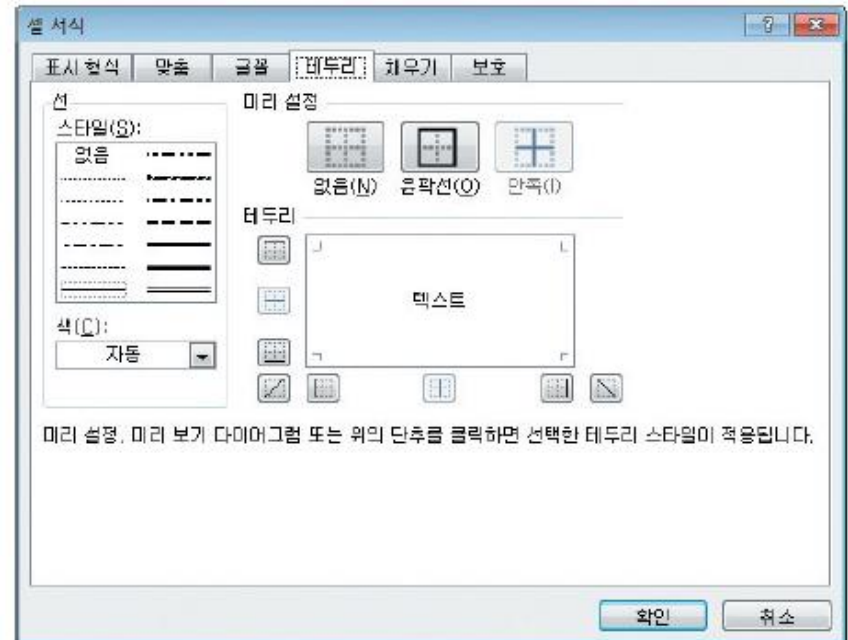 셀 서식
표시 형식 맞춤 글꼴 테두리 채우기 보호
선
스타일(S):
없음
색(C):
자동
미리 설정
없음(N) 윤곽선(O) 안쪽(I)
테두리
텍스트
미리 설정, 미리 보기 다이어그램 또는 위의 단추를 클릭하면 선택한 테두리 스타일이 적용됩니다.
확인 취소